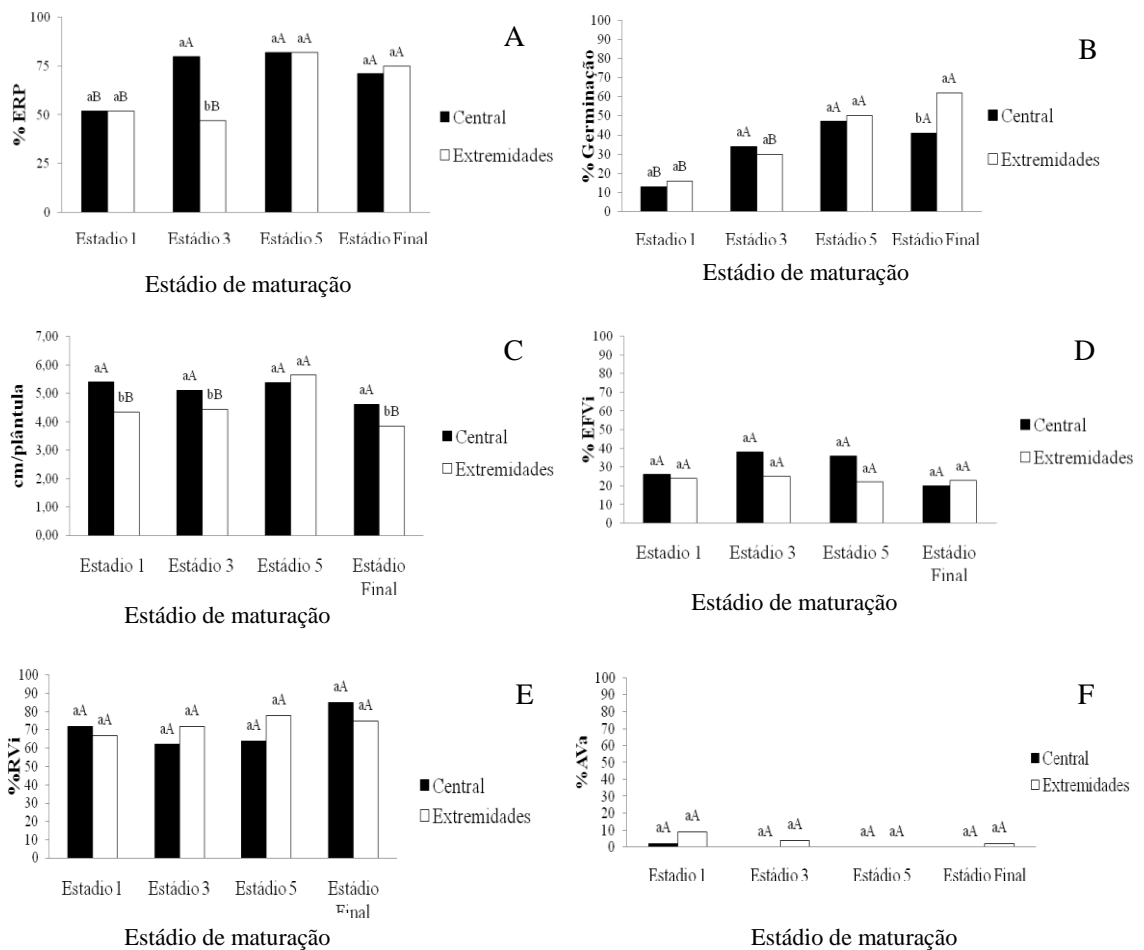 A
% ERP
100
75
50
25
0
aB aB aA bB aA aA aA aA
Estadio 1 Estádio 3 Estádio 5 Estádio Final
Central
Extremidades
Estádio de maturação
B
% Germinação
100
90
80
70
60
50
40
30
20
10
0
aB aB aA aB aA aA bA aA
Estadio 1 Estádio 3 Estádio 5 Estádio Final
Central
Extremidades
Estádio de maturação
C
cm/plântula
7,00
6,00
5,00
4,00
3,00
2,00
1,00
0,00
aA bB aA bB aA aA aA bB
Estadio 1 Estádio 3 Estádio 5 Estádio
Final
Central
Extremidades
Estádio de maturação
D
% EFVi
100
90
80
70
60
50
40
30
20
10
0
aA aA aA aA aA aA aA aA
Estadio 1 Estádio 3 Estádio 5 Estádio
Final
Central
Extremidades
Estádio de maturação
E
%RVi
100
90
80
70
60
50
40
30
20
10
0
aA aA aA aA aA aA aA aA
Estadio 1 Estádio 3 Estádio 5 Estádio
Final
Central
Extremidades
Estádio de maturação
F
% AVa
100
90
80
70
60
50
40
30
20
10
0
aA aA aA aA aA aA aA aA
Estadio 1 Estádio 3 Estádio 5 Estádio Final
Central
Extremidades
Estádio de maturação